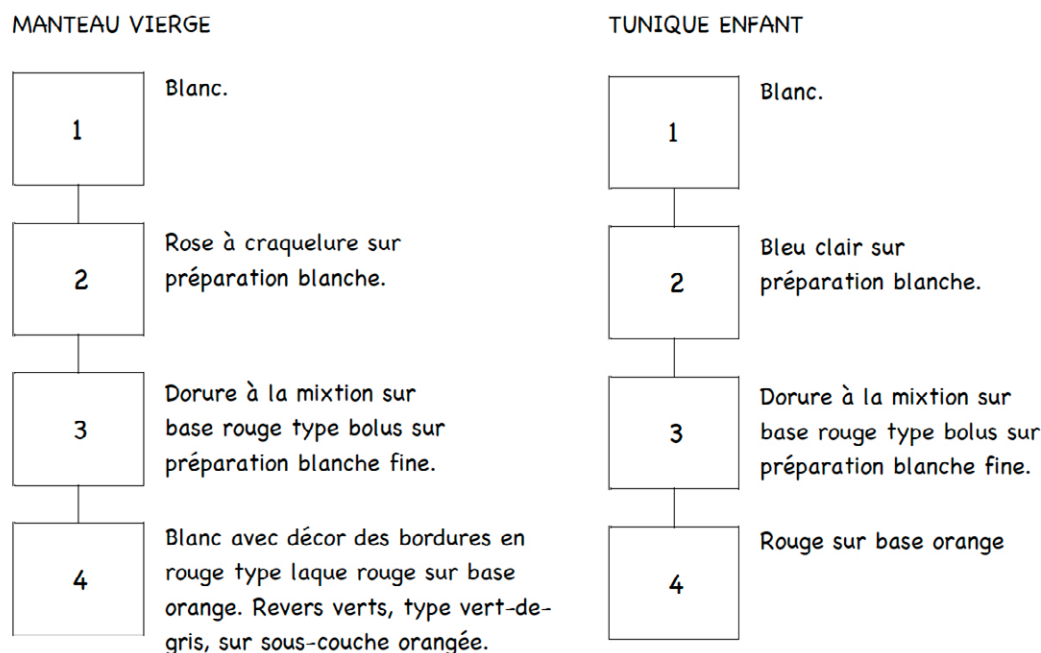 MANTEAU VIERGE
1
Blanc.
2
Rose à craquelure sur
préparation blanche.
3
Dorure à la mixtion sur
base rouge type bolus sur
préparation blanche fine.
4
Blanc avec décor des bordures en
rouge type laque rouge sur base
orange. Revers verts, type vert-de-
gris, sur sous-couche orangée.
TUNIQUE ENFANT
1
Blanc.
2
Bleu clair sur
préparation blanche.
3
Dorure à la mixtion sur
base rouge type bolus sur
préparation blanche fine.
4
Rouge sur base orange